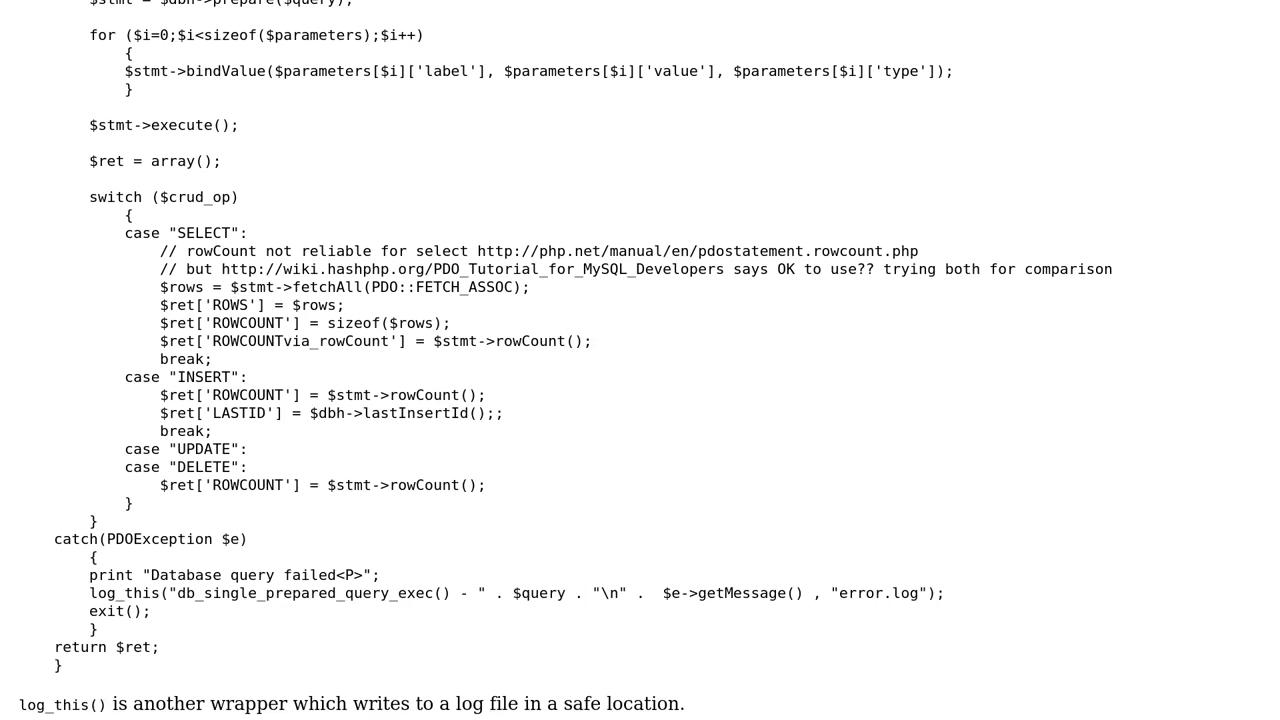 $stmt = $dbh->prepare($query);
for ($i=0;$i<sizeof($parameters);$i++)
{
$stmt->bindValue($parameters[$i]['label'], $parameters[$i]['value'], $parameters[$i]['type']);
}
$stmt->execute();
$ret = array();
switch ($crud_op)
{
case "SELECT":
// rowCount not reliable for select http://php.net/manual/en/pdostatement.rowcount.php
// but http://wiki.hashphp.org/PDO_Tutorial_for_MySQL_Developers says OK to use?? trying both for comparison
$rows = $stmt->fetchAll(PDO::FETCH_ASSOC);
$ret['ROWS'] = $rows;
$ret['ROWCOUNT'] = sizeof($rows);
$ret['ROWCOUNTvia_rowCount'] = $stmt->rowCount();
break;
case "INSERT":
$ret['ROWCOUNT'] = $stmt->rowCount();
$ret['LASTID'] = $dbh->lastInsertId();;
break;
case "UPDATE":
case "DELETE":
$ret['ROWCOUNT'] = $stmt->rowCount();
}
}
catch(PDOException $e)
{
print "Database query failed<P>";
log_this("db_single_prepared_query_exec() - " . $query . "\n" .  $e->getMessage() , "error.log");
exit();
}
return $ret;
}
log_this() is another wrapper which writes to a log file in a safe location.